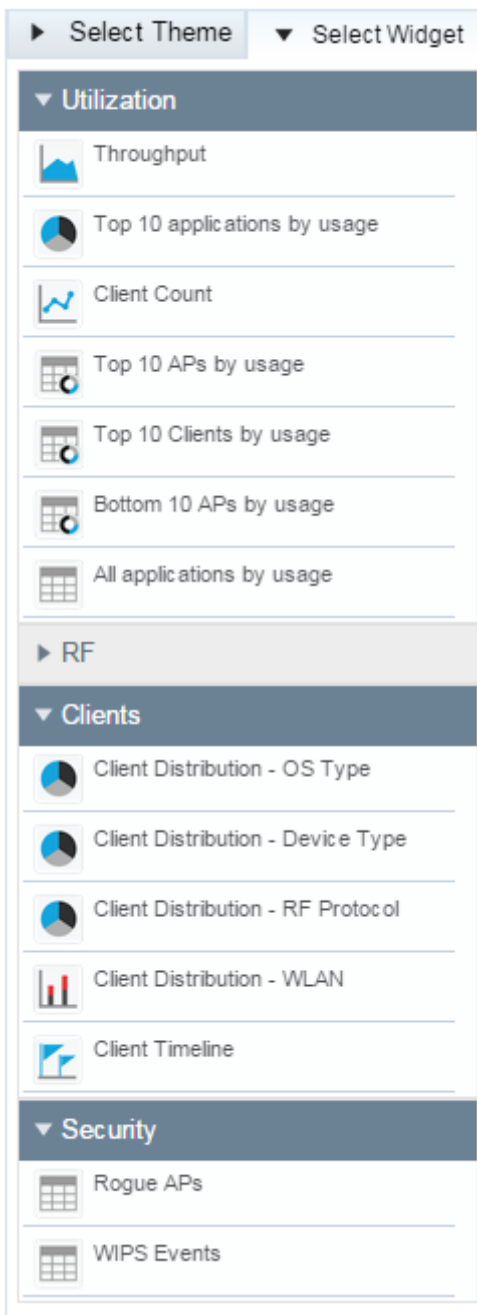 Select Theme Select Widget
Utilization
Throughput
Top 10 applications by usage
Client Count
Top 10 APs by usage
Top 10 Clients by usage
Bottom 10 APs by usage
All applications by usage
RF
Clients
Client Distribution - OS Type
Client Distribution - Device Type
Client Distribution - RF Protocol
Client Distribution - WLAN
Client Timeline
Security
Rogue APs
WIPS Events